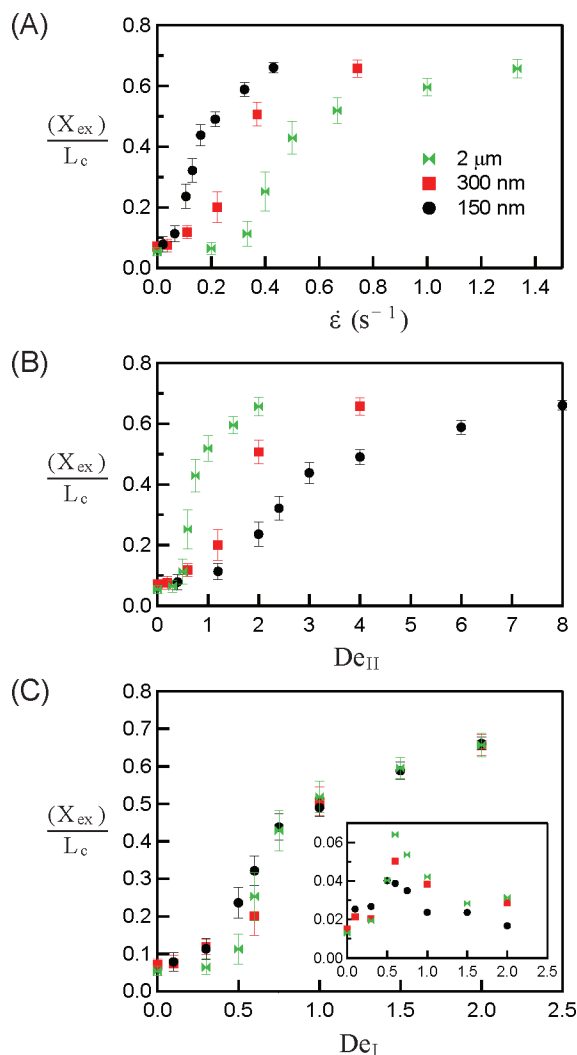 (A)
(Xex)
Lc
0.8
0.6
0.4
0.2
0.0
0.0 0.2 0.4 0.6 0.8 1.0 1.2 1.4
ε̇ (s⁻¹)
2 μm
300 nm
150 nm
(B)
(Xex)
Lc
0.8
0.6
0.4
0.2
0.0
0 1 2 3 4 5 6 7 8
DeII
(C)
(Xex)
Lc
0.8
0.7
0.6
0.5
0.4
0.3
0.2
0.1
0.0
0.0 0.5 1.0 1.5 2.0 2.5
DeI
0.06
0.04
0.02
0.00
0.0 0.5 1.0 1.5 2.0 2.5